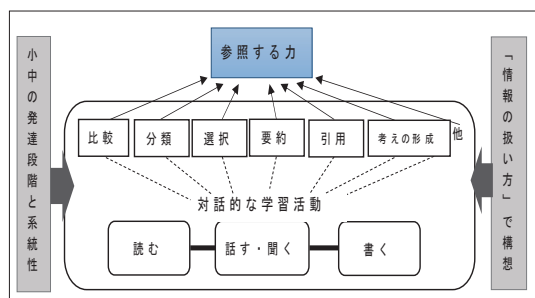 参照する力
小中の発達段階と系統性
「情報の扱い方」で構想
比較
分類
選択
要約
引用
考えの形成
他
対話的な学習活動
読む
話す・聞く
書く